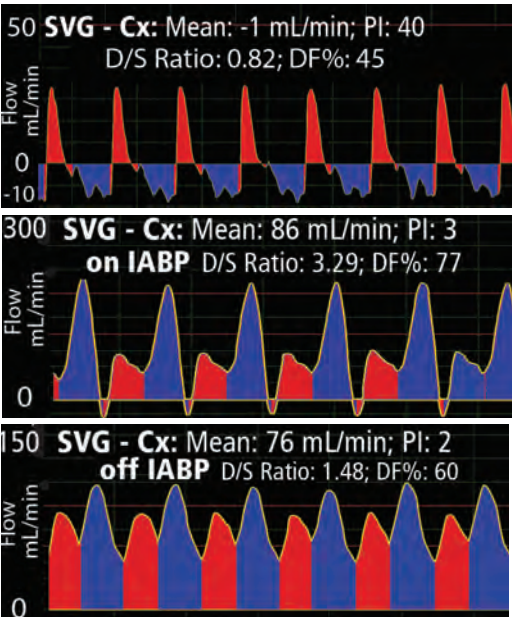 50 SVG - Cx: Mean: -1 mL/min; PI: 40
D/S Ratio: 0.82; DF%: 45
Flow
mL/min
0
-10
300 SVG - Cx: Mean: 86 mL/min; PI: 3
on IABP D/S Ratio: 3.29; DF%: 77
Flow
mL/min
0
150 SVG - Cx: Mean: 76 mL/min; PI: 2
off IABP D/S Ratio: 1.48; DF%: 60
Flow
mL/min
0